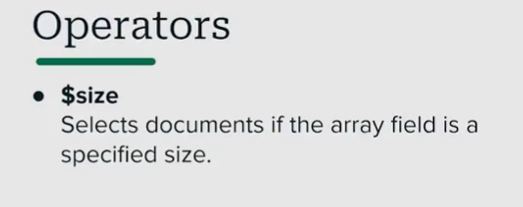 Operators
• $size
Selects documents if the array field is a
specified size.